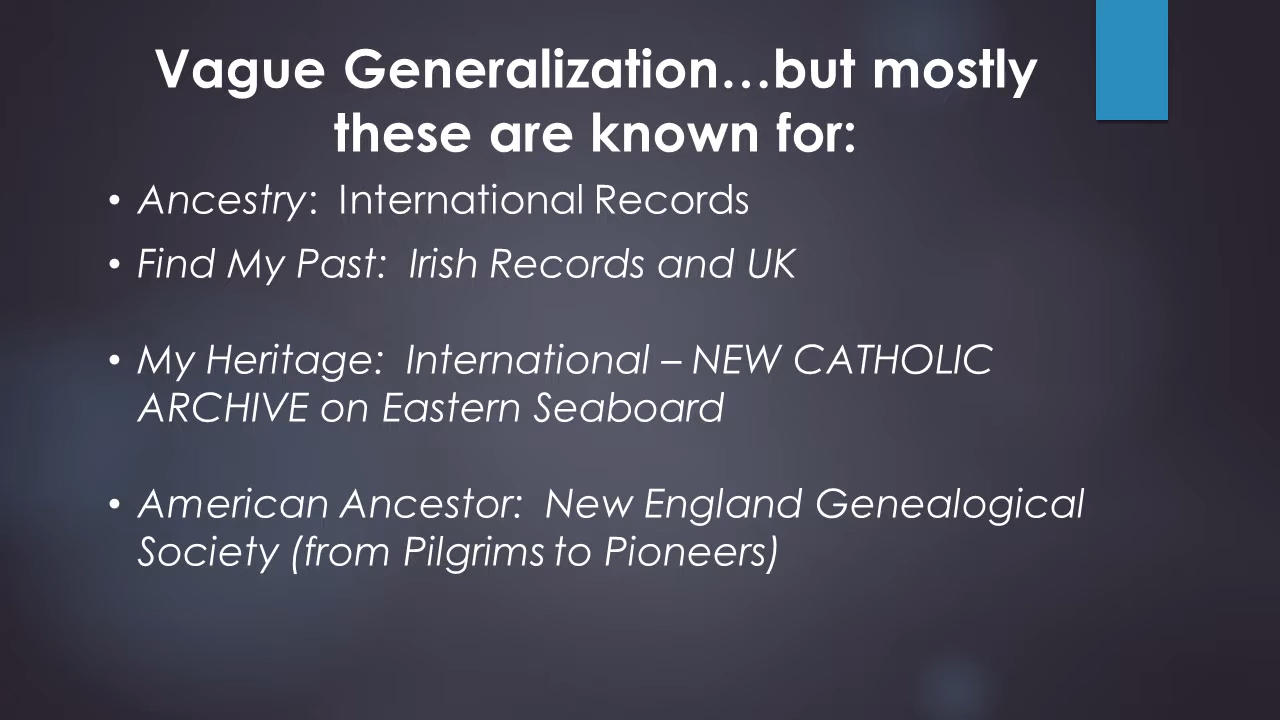 Vague Generalization…but mostly
these are known for:
• Ancestry:  International Records
• Find My Past:  Irish Records and UK
• My Heritage:  International – NEW CATHOLIC
ARCHIVE on Eastern Seaboard
• American Ancestor:  New England Genealogical
Society (from Pilgrims to Pioneers)